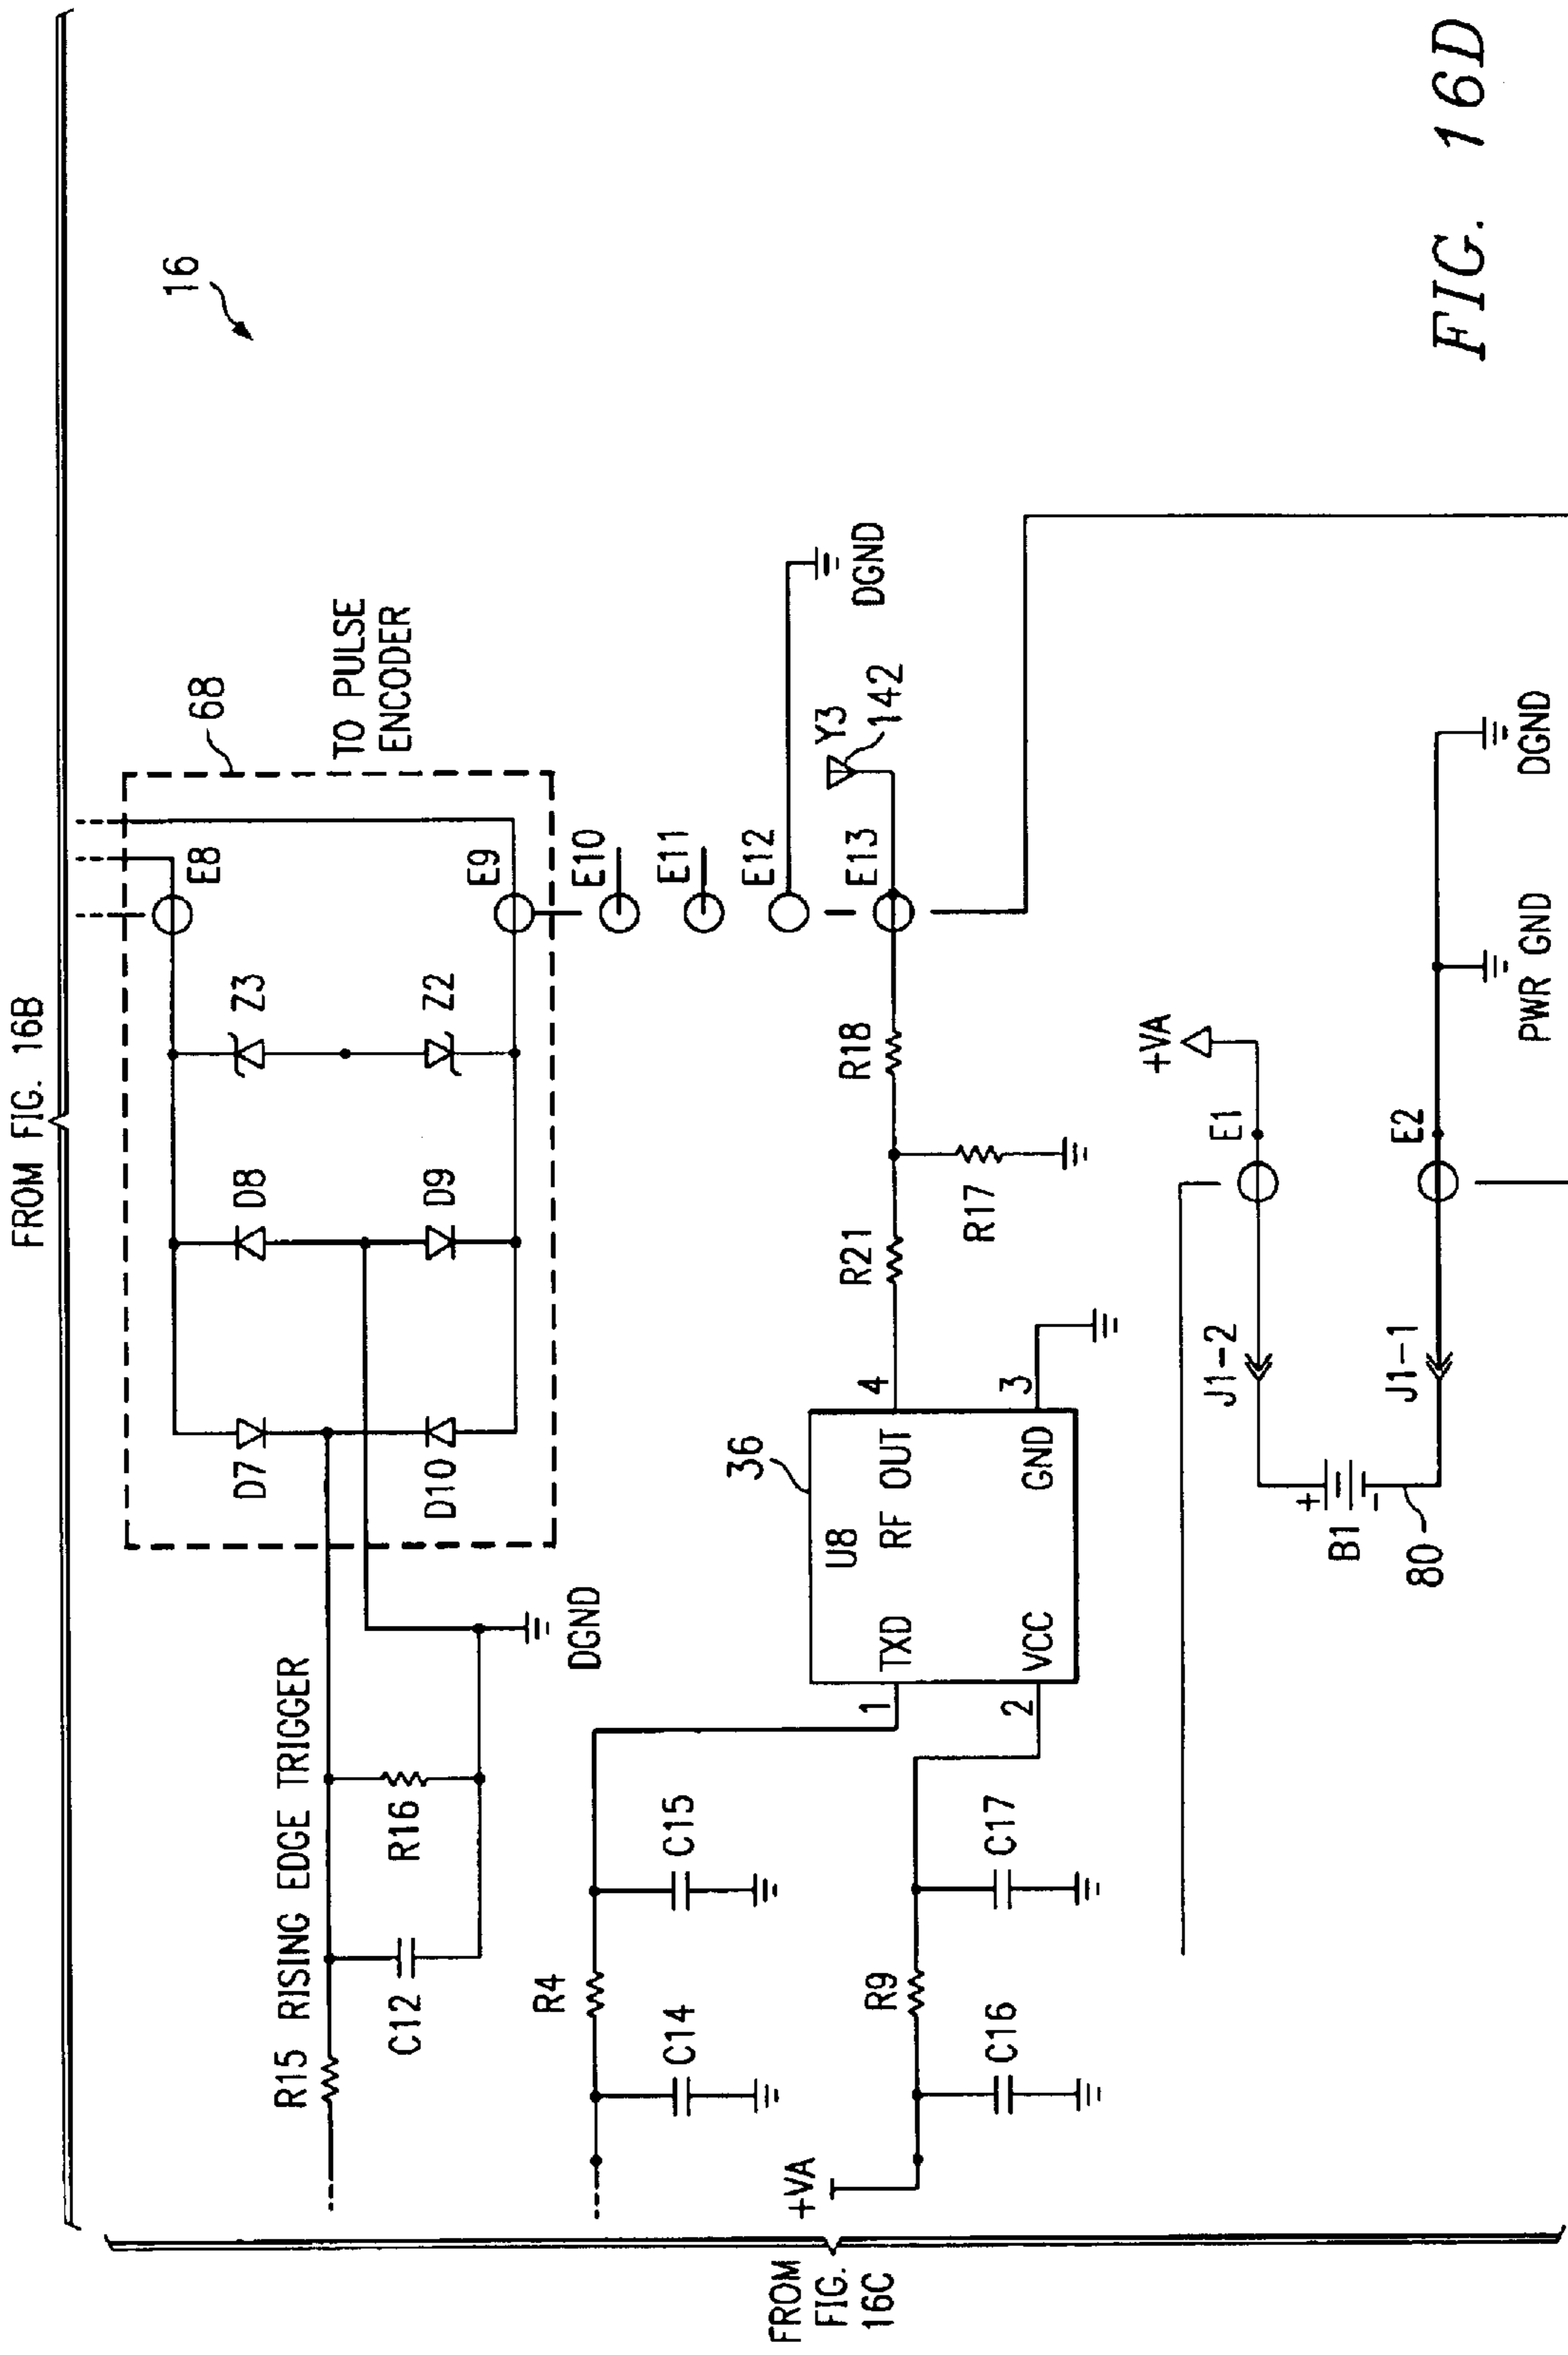 FROM FIG. 16B
16
68
TO PULSE
ENCODER
D7
D8
Z3
E8
D10
D9
Z2
E9
R15 RISING EDGE TRIGGER
C12
R16
DGND
E10
E11
E12
DGND
E13
Y3
142
R4
C14
C15
36
U8
TXD
RF OUT
VCC
GND
1
2
3
4
R21
R18
R17
+VA
R9
C16
C17
+VA
J1-2
E1
B1
+
-
80
J1-1
E2
PWR GND
DGND
FROM
FIG.
16C
FIG. 16D